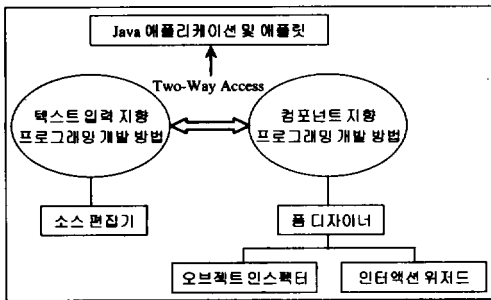 Java 애플리케이션 및 애플릿
Two-Way Access
텍스트 입력 지향
프로그래밍 개발 방법
컴포넌트 지향
프로그래밍 개발 방법
소스 편집기
폼 디자이너
오브젝트 인스펙터
인터액션 위저드